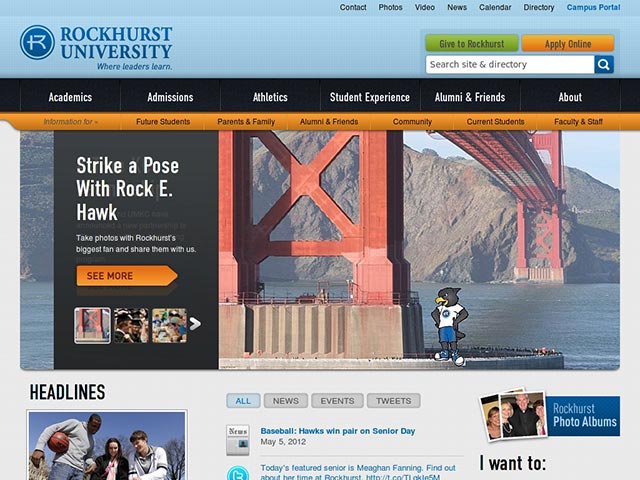 Contact Photos Video News Calendar Directory Campus Portal
ROCKHURST
UNIVERSITY
Where leaders learn.
Give to Rockhurst Apply Online
Search site & directory
Academics Admissions Athletics Student Experience Alumni & Friends About
Information for » Future Students Parents & Family Alumni & Friends Community Current Students Faculty & Staff
Strike a Pose
With Rock E.
Hawk
Take photos with Rockhurst's
biggest fan and share them with us.
SEE MORE
HEADLINES
ALL NEWS EVENTS TWEETS
News
Baseball: Hawks win pair on Senior Day
May 5, 2012
Today's featured senior is Meaghan Fanning. Find out
about her time at Rockhurst.
Rockhurst
Photo Albums
I want to: